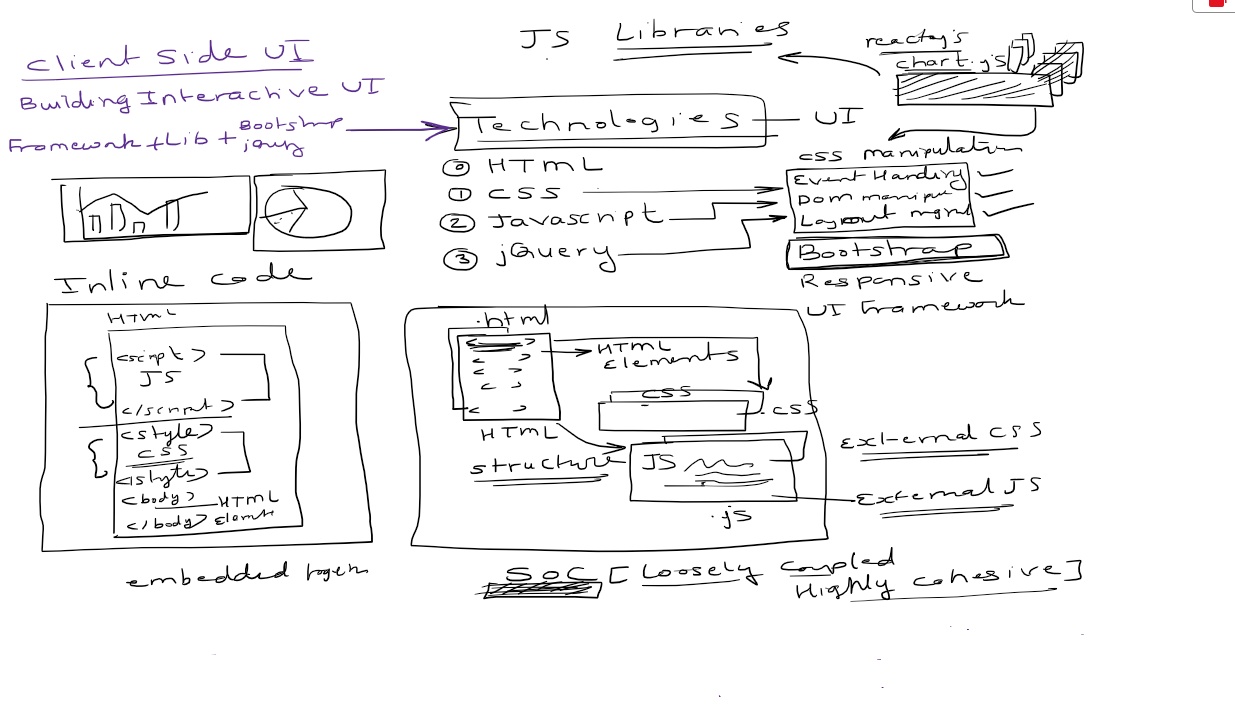 JS Libraries
reactjs
chart.js
Client Side UI
Building Interactive UI
Framework + Lib + Bootstrap
jQuery
Technologies
UI
⓪ HTML
① CSS
② Javascript
③ jQuery
CSS manipulation
Event Handling
DOM manipul
Layout mgmt
Bootstrap
Responsive
UI Framework
Inline code
HTML
<script>
JS
</script>
<style>
CSS
</style>
<body> HTML
</body> Element
embedded
.html
< >
< >
< >
< >
< >
HTML
Elements
CSS
.css
HTML
structure
JS
.js
External CSS
External JS
SOC [Loosely Coupled
Highly cohesive]